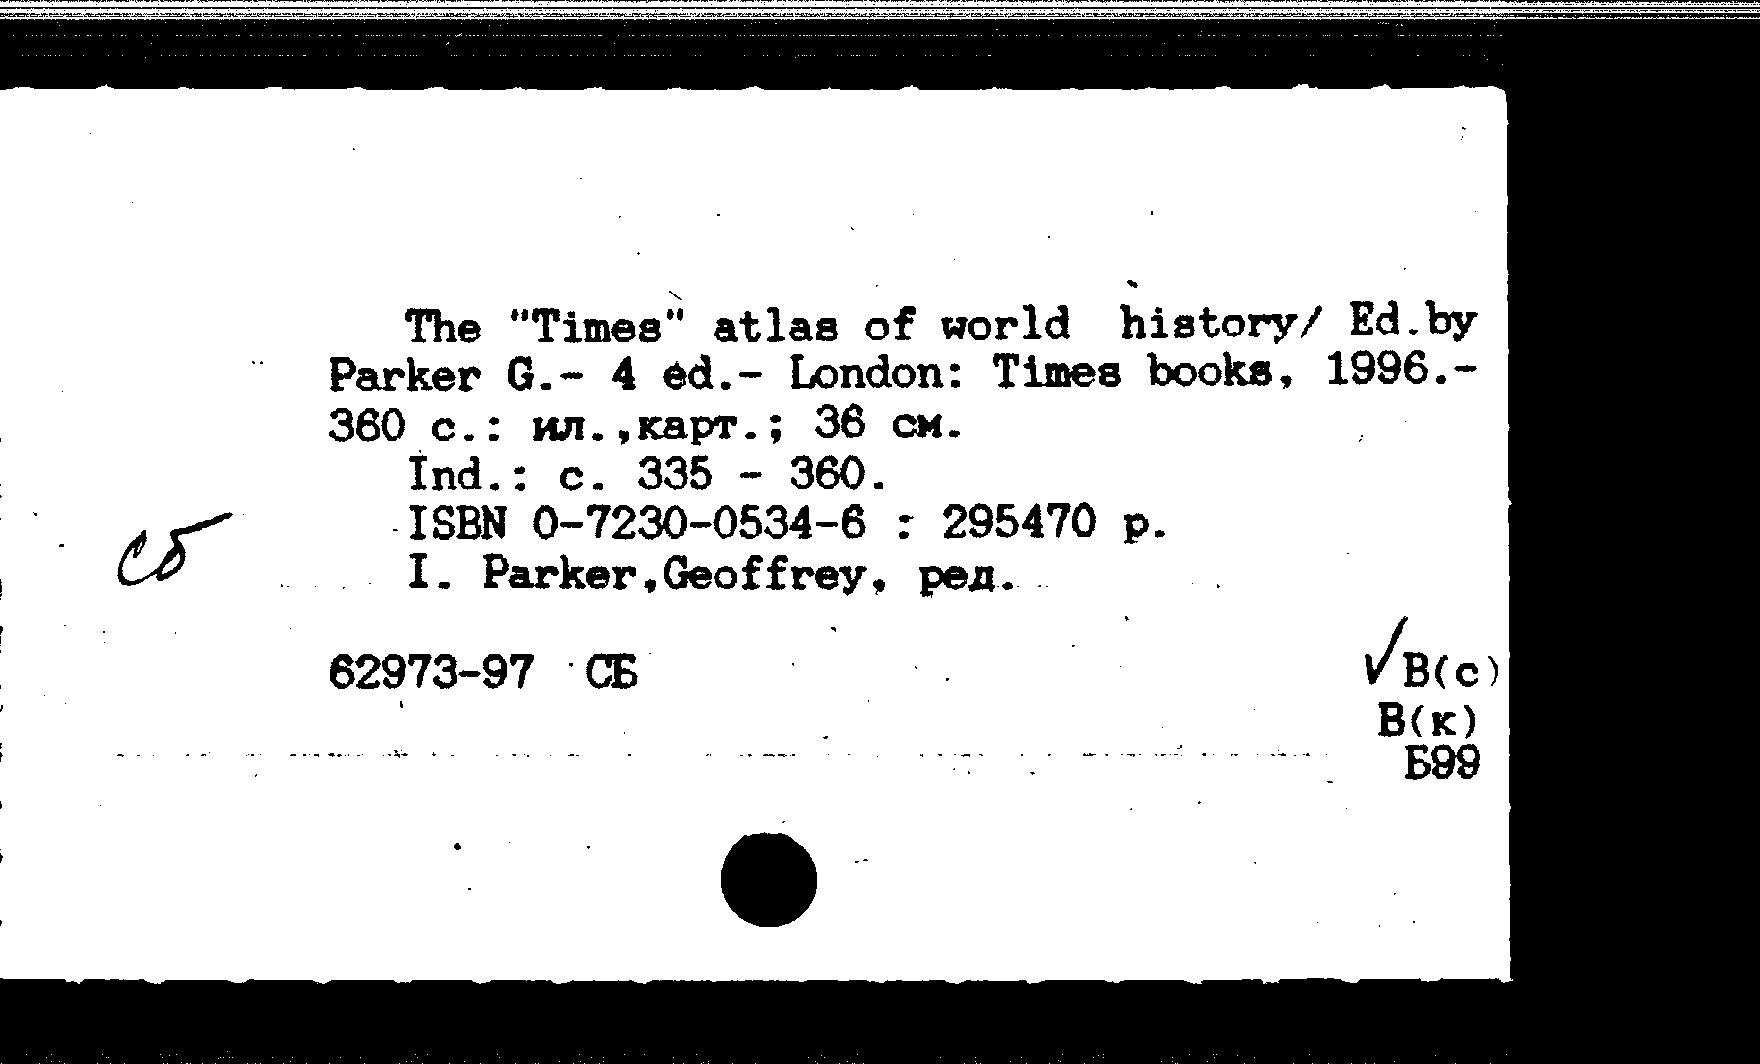 The "Times" atlas of world history/ Ed.by
Parker G.- 4 ed.- London: Times books, 1996.-
360 с.: ил.,карт.; 36 см.
Ind.: с. 335 - 360.
ISBN 0-7230-0534-6 : 295470 р.
сб
I. Parker,Geoffrey, ред.
62973-97 СБ
✓ В(с)
В(к)
Б99